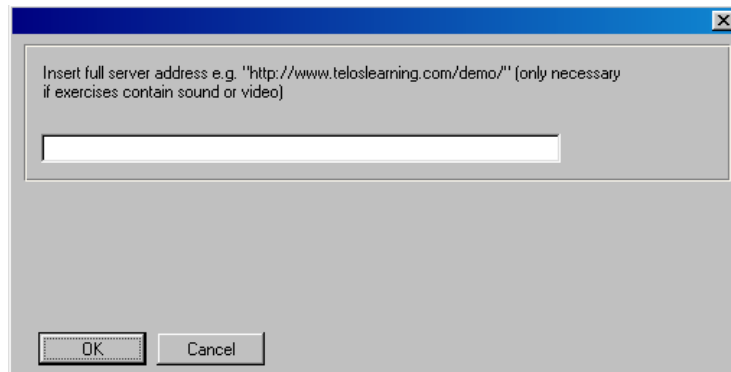 Insert full server address e.g. "http://www.teloslearning.com/demo/" (only necessary
if exercises contain sound or video)
OK
Cancel